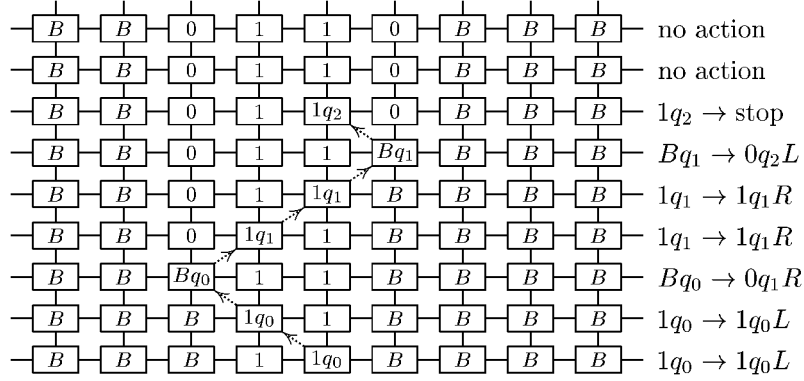 B B 0 1 1 0 B B B no action
B B 0 1 1 0 B B B no action
B B 0 1 1q₂ 0 B B B 1q₂ → stop
B B 0 1 1 Bq₁ B B B Bq₁ → 0q₂L
B B 0 1 1q₁ B B B B 1q₁ → 1q₁R
B B 0 1q₁ 1 B B B B 1q₁ → 1q₁R
B B Bq₀ 1 1 B B B B Bq₀ → 0q₁R
B B B 1q₀ 1 B B B B 1q₀ → 1q₀L
B B B 1 1q₀ B B B B 1q₀ → 1q₀L